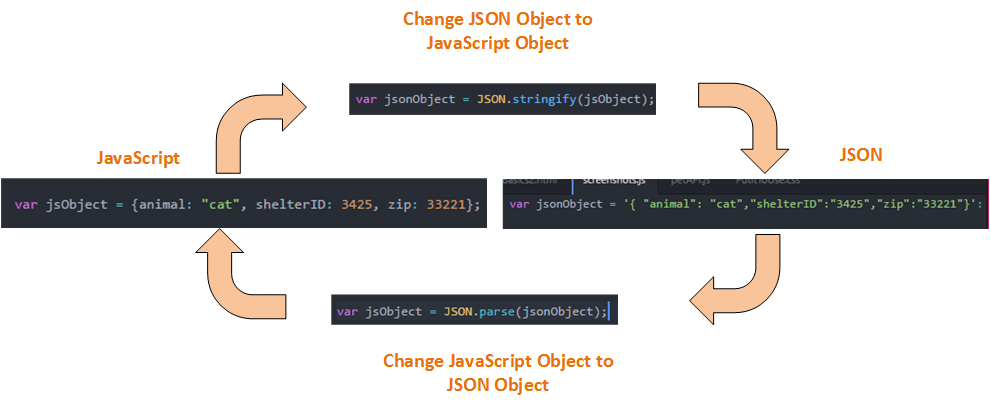 Change JSON Object to
JavaScript Object
var jsonObject = JSON.stringify(jsObject);
JavaScript
JSON
var jsObject = {animal: "cat", shelterID: 3425, zip: 33221};
basics2.html screenshots.js petAPI.js
var jsonObject = '{ "animal": "cat","shelterID":"3425","zip":"33221"}';
var jsObject = JSON.parse(jsonObject);
Change JavaScript Object to
JSON Object